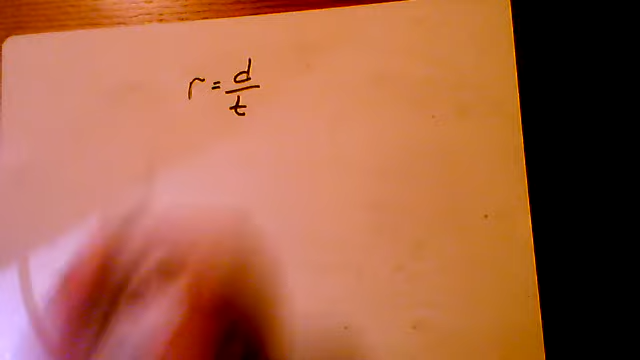 r = d/t